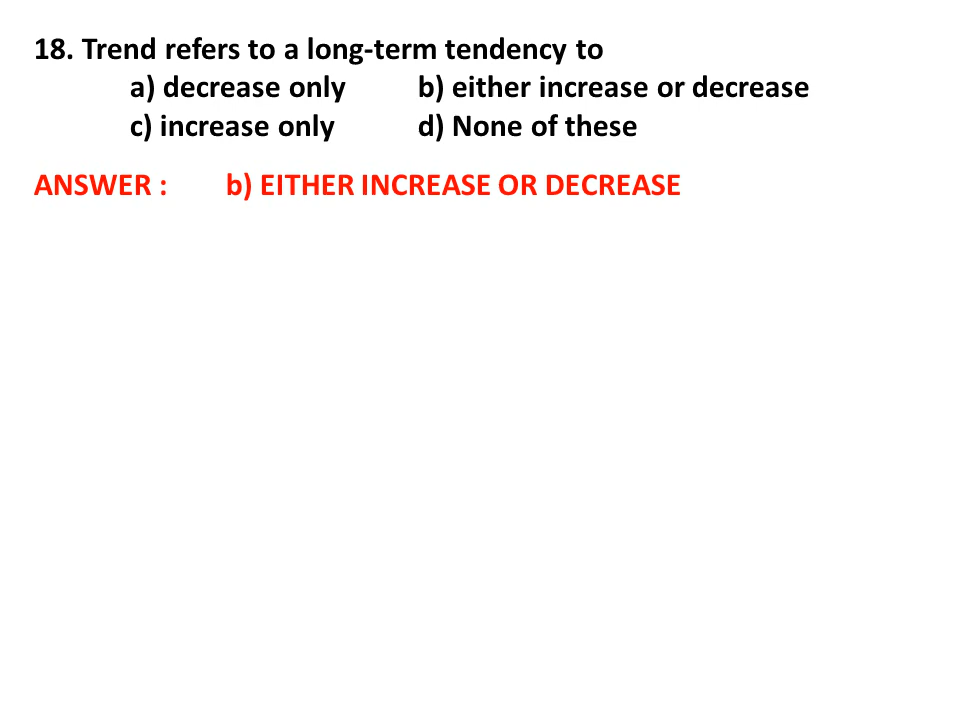 18. Trend refers to a long-term tendency to
a) decrease only b) either increase or decrease
c) increase only d) None of these
ANSWER : b) EITHER INCREASE OR DECREASE